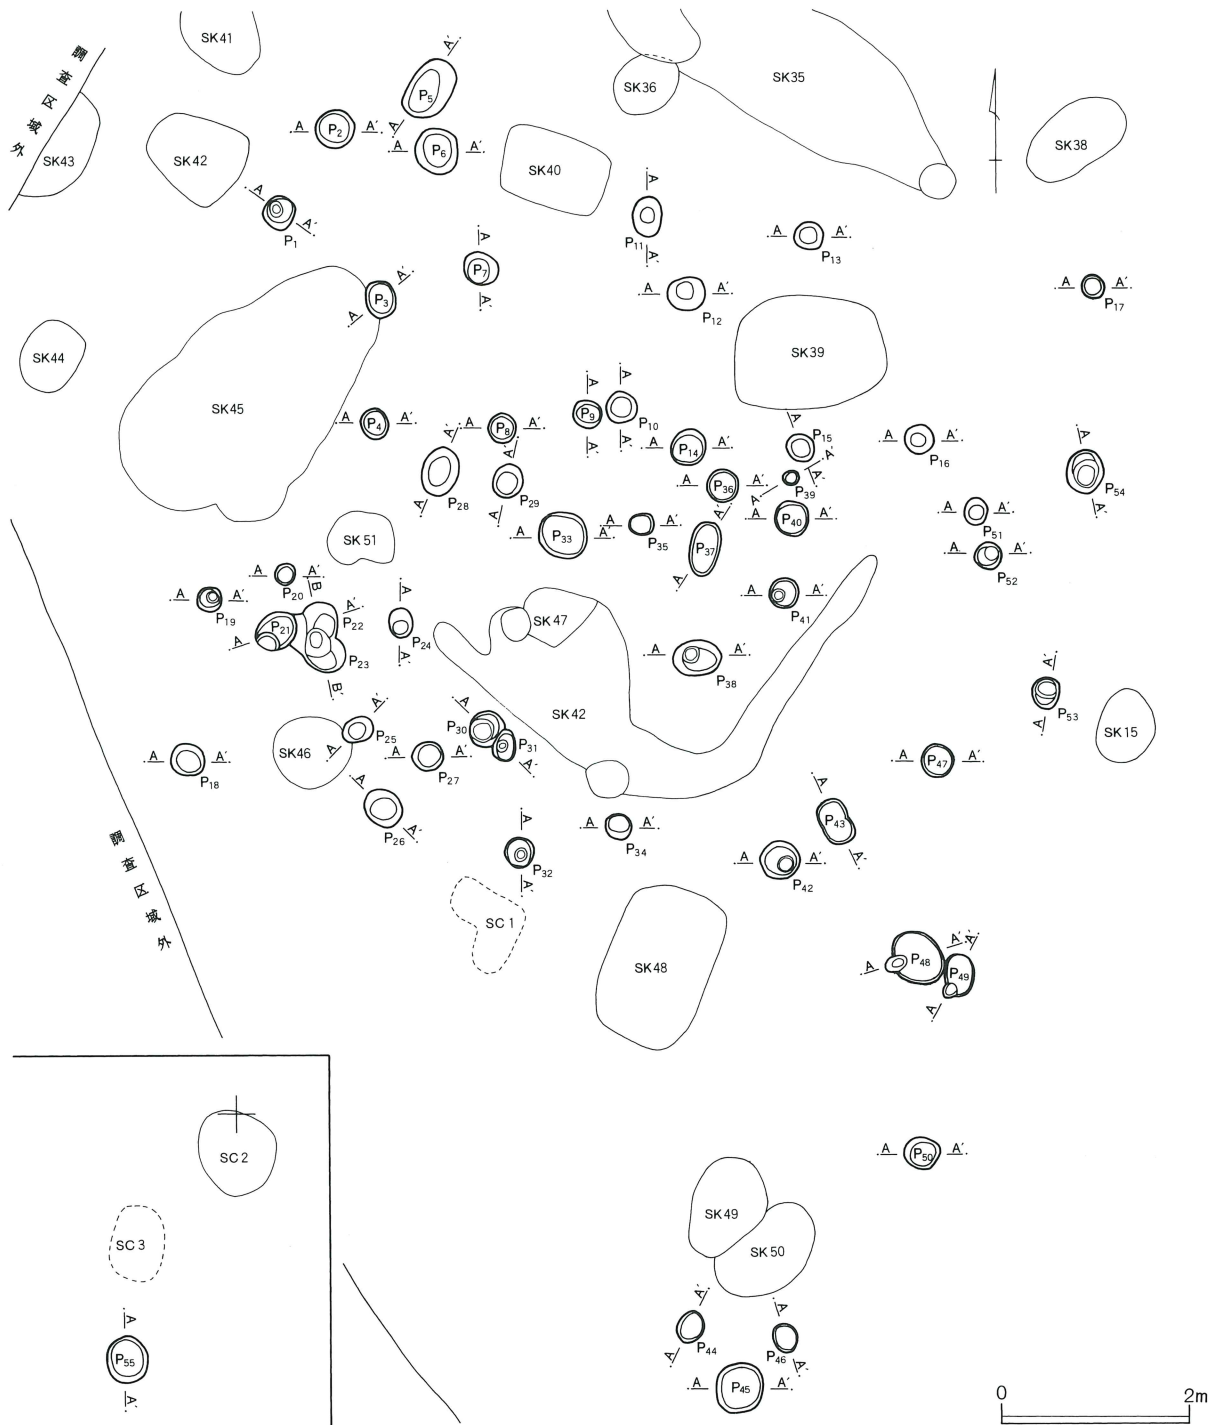 SK41
調査区域外
A A'
P5
SK35
SK36
A P2 A'
A P6 A'
SK43
SK42
SK40
SK38
A A'
P1
A A'
P11
A A'
P13
A A'
P7
A A'
P3
A A'
P12
A A'
P17
SK44
SK39
SK45
A P4 A'
A P8 A'
A A'
P9
A A'
P10
A P14 A'
A A'
P15
A A'
P16
A A'
P28
A A'
P29
A P36 A'
A A'
P39
A A'
P54
A P33 A'
A A'
P35
A A'
P37
A P40 A'
P51
A A'
P52
SK51
A A'
P20
A A'
P19
A A'
P21
B B'
P22
P23
A A'
P24
SK47
A A'
P41
A A'
P38
SK42
A A'
P53
SK15
A A'
P25
SK46
A A'
P30
P31
A A'
P18
A A'
P27
A P47 A'
A A'
P26
A A'
P34
A A'
P43
調査区域外
A A'
P32
A A'
P42
SC1
SK48
A A'
P48
A A'
P49
SC2
A P50 A'
SC3
SK49
SK50
A A'
P44
A A'
P46
A A'
P55
A P45 A'
0 2m